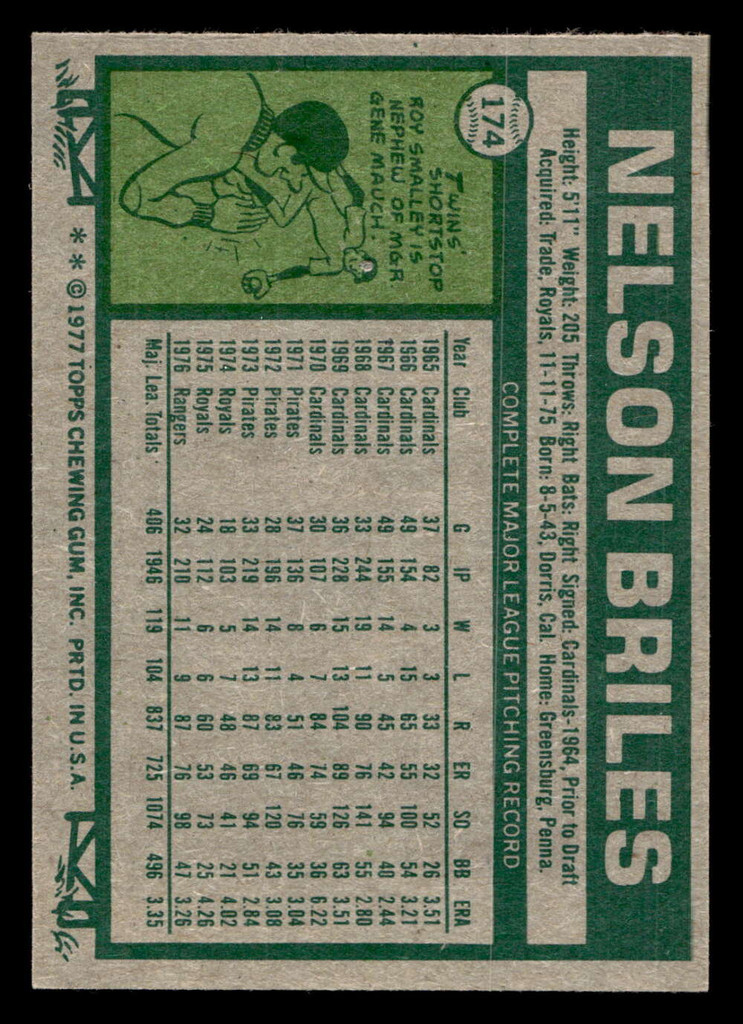 174
NELSON BRILES
Height: 5'11" Weight: 205 Throws: Right Bats: Right Signed: Cardinals-1964, Prior to Draft
Acquired: Trade, Royals, 11-11-75 Born: 8-5-43, Dorris, Cal. Home: Greensburg, Penna.
TWINS'
SHORTSTOP
ROY SMALLEY IS
NEPHEW OF MGR
GENE MAUCH.
COMPLETE MAJOR LEAGUE PITCHING RECORD
Year Club G IP W L R ER SO BB ERA
1965 Cardinals 37 82 3 3 33 32 52 26 3.51
1966 Cardinals 49 154 4 15 65 55 100 54 3.21
1967 Cardinals 49 155 14 5 45 42 94 40 2.44
1968 Cardinals 33 244 19 11 90 76 141 55 2.80
1969 Cardinals 36 228 15 13 104 89 126 63 3.51
1970 Cardinals 30 107 6 7 84 74 59 36 6.22
1971 Pirates 37 136 8 4 51 46 76 35 3.04
1972 Pirates 28 196 14 11 83 67 120 43 3.08
1973 Pirates 33 219 14 13 87 69 94 51 2.84
1974 Royals 18 103 5 7 48 46 41 21 4.02
1975 Royals 24 112 6 6 60 53 73 25 4.26
1976 Rangers 32 210 11 9 87 76 98 47 3.26
Maj. Lea. Totals 406 1946 119 104 837 725 1074 496 3.35
** © 1977 TOPPS CHEWING GUM, INC. PRTD. IN U.S.A.